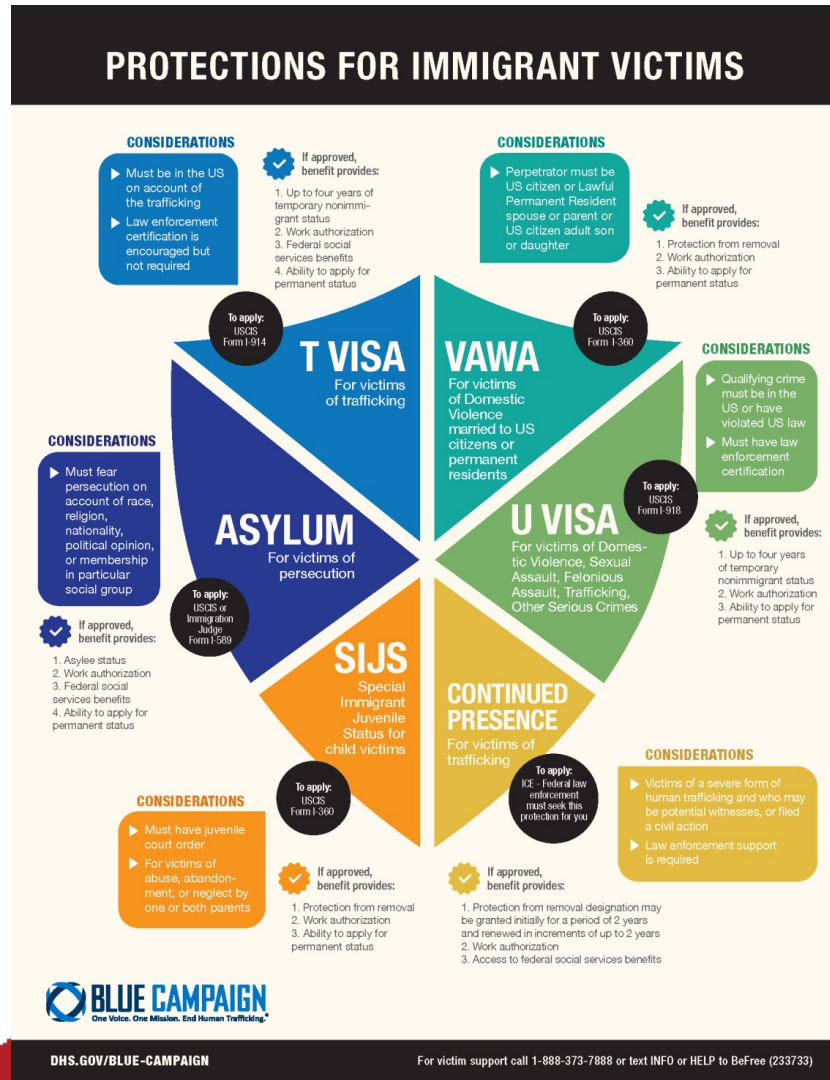 PROTECTIONS FOR IMMIGRANT VICTIMS
CONSIDERATIONS
Must be in the US
on account of
the trafficking
Law enforcement
certification is
encouraged but
not required
If approved,
benefit provides:
1. Up to four years of
temporary nonimmi-
grant status
2. Work authorization
3. Federal social
services benefits
4. Ability to apply for
permanent status
To apply:
USCIS
Form I-914
T VISA
For victims
of trafficking
CONSIDERATIONS
Perpetrator must be
US citizen or Lawful
Permanent Resident
spouse or parent or
US citizen adult son
or daughter
If approved,
benefit provides:
1. Protection from removal
2. Work authorization
3. Ability to apply for
permanent status
To apply:
USCIS
Form I-360
VAWA
For victims
of Domestic
Violence
married to US
citizens or
permanent
residents
CONSIDERATIONS
Qualifying crime
must be in the
US or have
violated US law
Must have law
enforcement
certification
To apply:
USCIS
Form I-918
If approved,
benefit provides:
1. Up to four years
of temporary
nonimmigrant status
2. Work authorization
3. Ability to apply for
permanent status
U VISA
For victims of Domes-
tic Violence, Sexual
Assault, Felonious
Assault, Trafficking,
Other Serious Crimes
CONSIDERATIONS
Must fear
persecution on
account of race,
religion,
nationality,
political opinion,
or membership
in particular
social group
ASYLUM
For victims of
persecution
To apply:
USCIS or
Immigration
Judge
Form I-589
If approved,
benefit provides:
1. Asylee status
2. Work authorization
3. Federal social
services benefits
4. Ability to apply for
permanent status
SIJS
Special
Immigrant
Juvenile
Status for
child victims
To apply:
USCIS
Form I-360
CONSIDERATIONS
Must have juvenile
court order
For victims of
abuse, abandon-
ment, or neglect by
one or both parents
If approved,
benefit provides:
1. Protection from removal
2. Work authorization
3. Ability to apply for
permanent status
CONTINUED
PRESENCE
For victims of
trafficking
To apply:
ICE - Federal law
enforcement
must seek this
protection for you
CONSIDERATIONS
Victims of a severe form of
human trafficking and who may
be potential witnesses, or filed
a civil action
Law enforcement support
is required
If approved,
benefit provides:
1. Protection from removal designation may
be granted initially for a period of 2 years
and renewed in increments of up to 2 years
2. Work authorization
3. Access to federal social services benefits
BLUE CAMPAIGN
One Voice. One Mission. End Human Trafficking.®
DHS.GOV/BLUE-CAMPAIGN
For victim support call 1-888-373-7888 or text INFO or HELP to BeFree (233733)